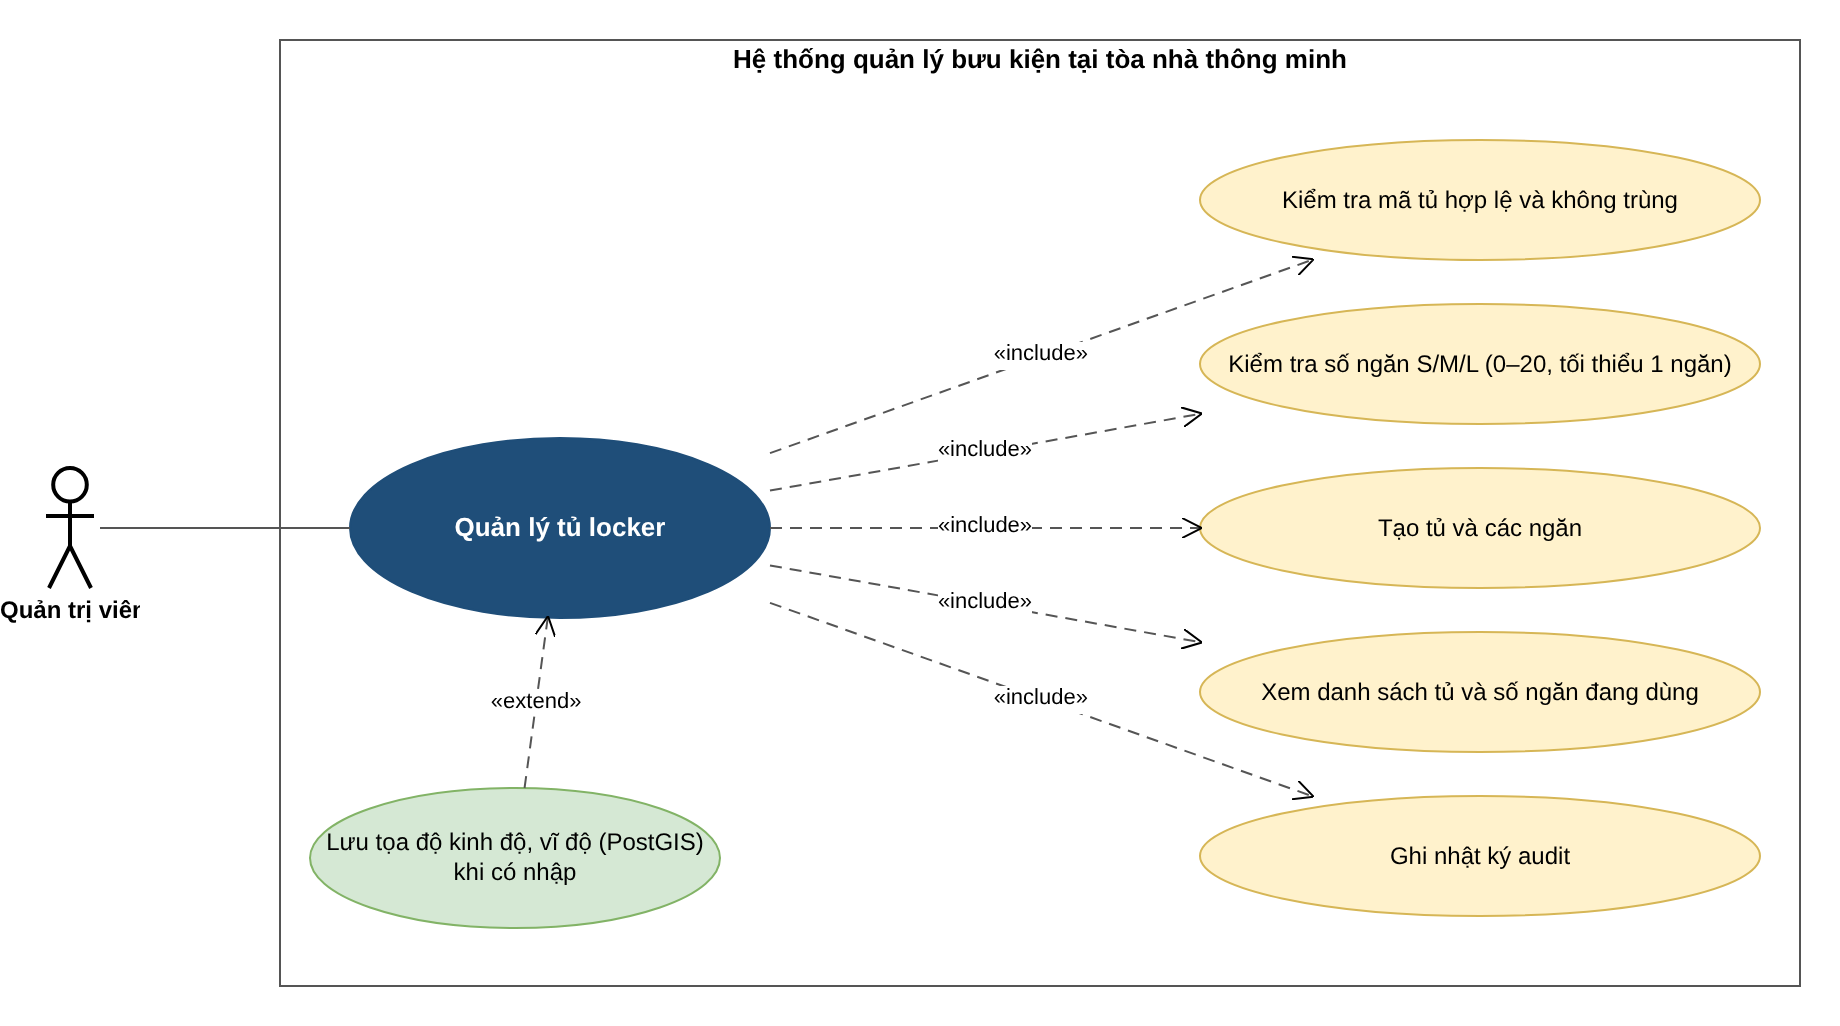 Hệ thống quản lý bưu kiện tại tòa nhà thông minh
Kiểm tra mã tủ hợp lệ và không trùng
«include»
Kiểm tra số ngăn S/M/L (0–20, tối thiểu 1 ngăn)
«include»
Quản lý tủ locker
«include»
Tạo tủ và các ngăn
Quản trị viên
«include»
Xem danh sách tủ và số ngăn đang dùng
«include»
«extend»
Lưu tọa độ kinh độ, vĩ độ (PostGIS)
khi có nhập
Ghi nhật ký audit